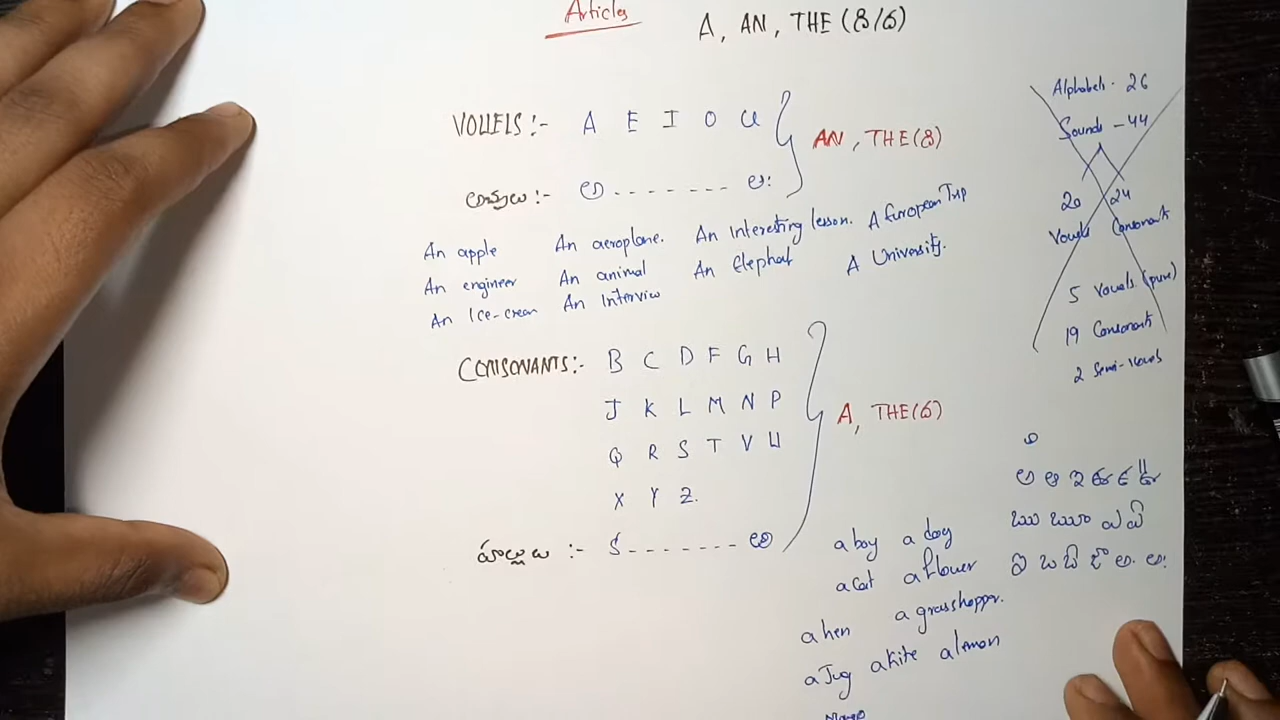 Articles
A, AN, THE (ది/ద)
VOWELS :- A E I O U
AN, THE(ది)
అచ్చులు :- అ - - - - - - - అః
An apple An aeroplane. An Interesting lesson. A European Trip
An engineer An animal An Elephant A University.
An Ice-cream An Interview
CONSONANTS:- B C D F G H
J K L M N P
Q R S T V W
X Y Z.
A, THE(ద)
హల్లులు :- క - - - - - - - ఱ
a boy a dog
a cat a flower
a hen a grasshopper.
a Jug a kite a lemon
Alphabets - 26
Sounds - 44
20 24
Vowels Consonants
5 Vowels (pure)
19 Consonants
2 Semi-vowels
అ ఆ ఇ ఈ ఉ ఊ
ఋ ౠ ఎ ఏ
ఐ ఒ ఓ ఔ అం అః